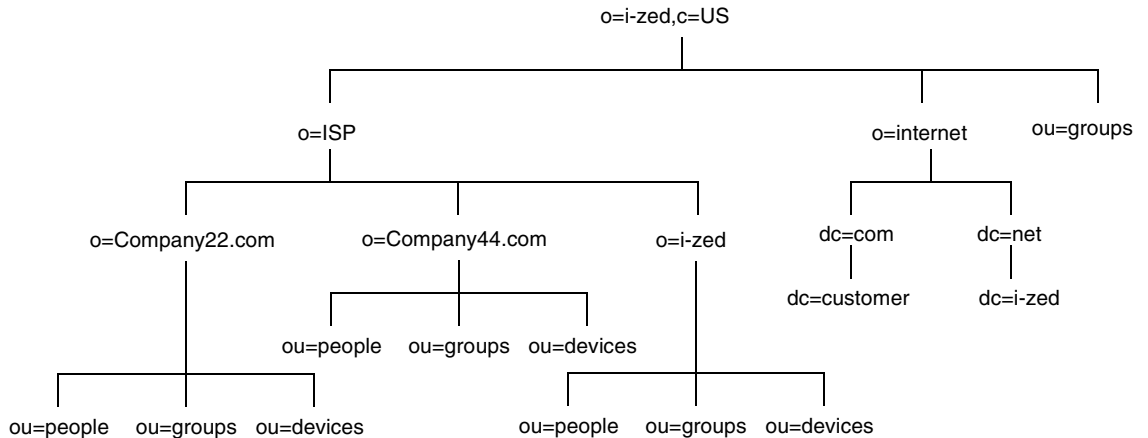 o=i-zed,c=US
o=ISP
o=internet
ou=groups
o=Company22.com
o=Company44.com
o=i-zed
dc=com
dc=net
dc=customer
dc=i-zed
ou=people
ou=groups
ou=devices
ou=people
ou=groups
ou=devices
ou=people
ou=groups
ou=devices